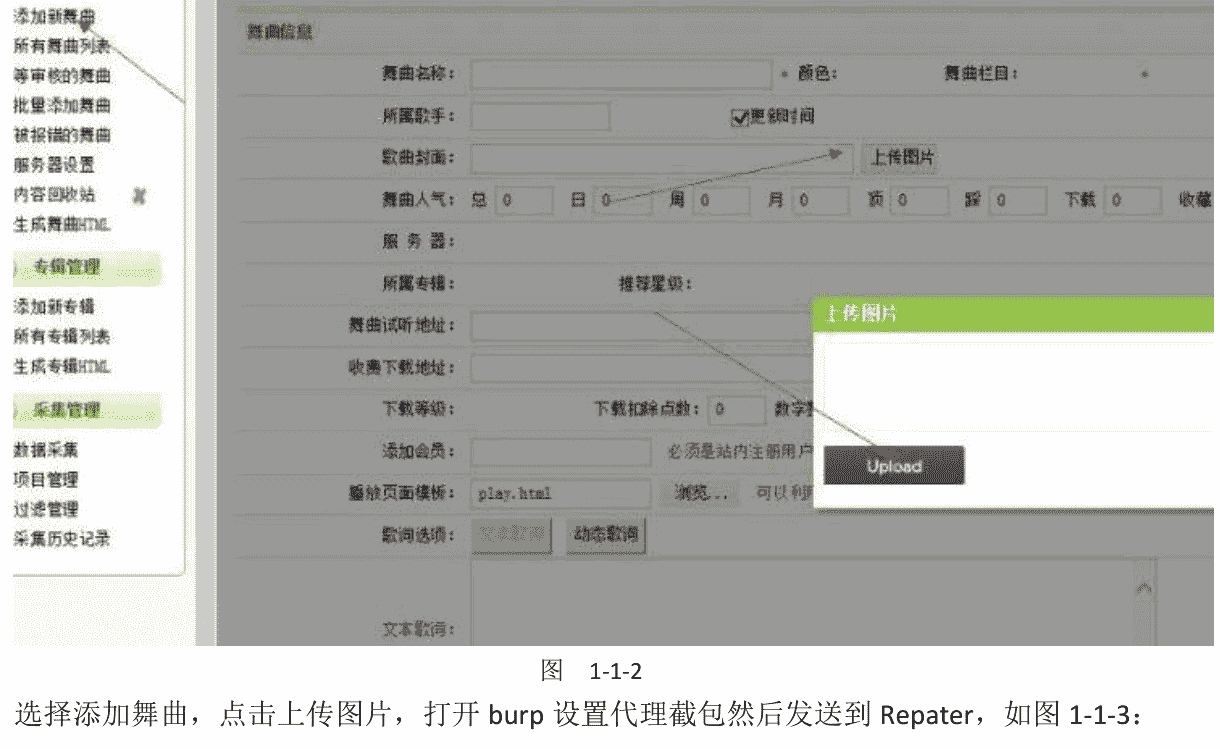 添加新舞曲
所有舞曲列表
等审核的舞曲
批量添加舞曲
被报错的舞曲
服务器设置
内容回收站
生成舞曲HTML
专辑管理
添加新专辑
所有专辑列表
生成专辑HTML
采集管理
数据采集
项目管理
过滤管理
采集历史记录
舞曲信息
舞曲名称： * 颜色： 舞曲栏目： *
所属歌手： 更新时间
歌曲封面： 上传图片
舞曲人气： 总 0 日 0 周 0 月 0 顶 0 踩 0 下载 0 收藏
服 务 器：
所属专辑： 推荐星级：
舞曲试听地址：
收费下载地址：
下载等级： 下载扣除点数： 0 数字
添加会员： 必须是站内注册用户
播放页面模板： play.html 浏览... 可以利
歌词选项： 文本歌词 动态歌词
文本歌词：
上传图片
Upload
图 1-1-2
选择添加舞曲，点击上传图片，打开 burp 设置代理截包然后发送到 Repater，如图 1-1-3：